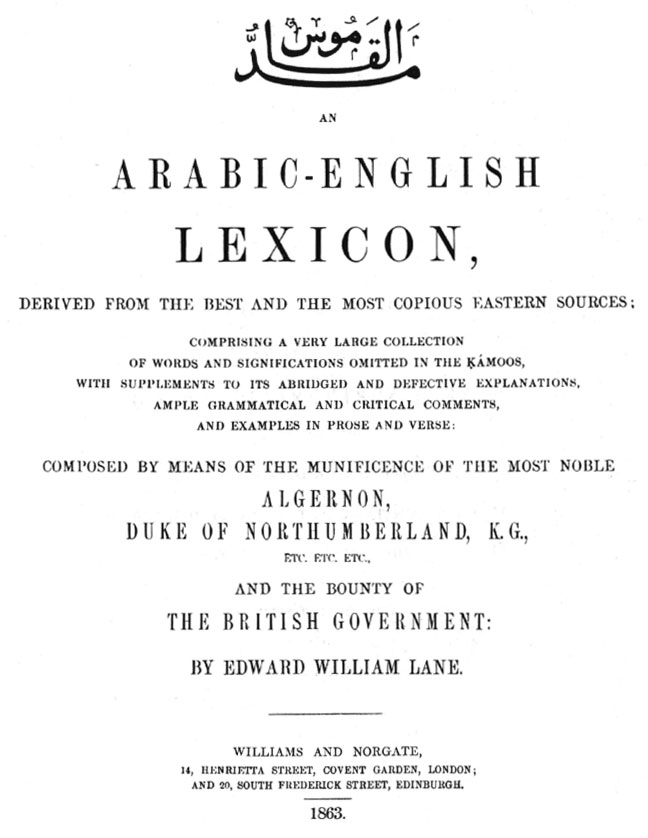 مَدُّ القَامُوسِ
AN
ARABIC-ENGLISH
LEXICON,
DERIVED FROM THE BEST AND THE MOST COPIOUS EASTERN SOURCES;
COMPRISING A VERY LARGE COLLECTION
OF WORDS AND SIGNIFICATIONS OMITTED IN THE ḲÁMOOS,
WITH SUPPLEMENTS TO ITS ABRIDGED AND DEFECTIVE EXPLANATIONS,
AMPLE GRAMMATICAL AND CRITICAL COMMENTS,
AND EXAMPLES IN PROSE AND VERSE:
COMPOSED BY MEANS OF THE MUNIFICENCE OF THE MOST NOBLE
ALGERNON,
DUKE OF NORTHUMBERLAND, K.G.,
ETC. ETC. ETC.,
AND THE BOUNTY OF
THE BRITISH GOVERNMENT:
BY EDWARD WILLIAM LANE.
WILLIAMS AND NORGATE,
14, HENRIETTA STREET, COVENT GARDEN, LONDON;
AND 20, SOUTH FREDERICK STREET, EDINBURGH.
1863.